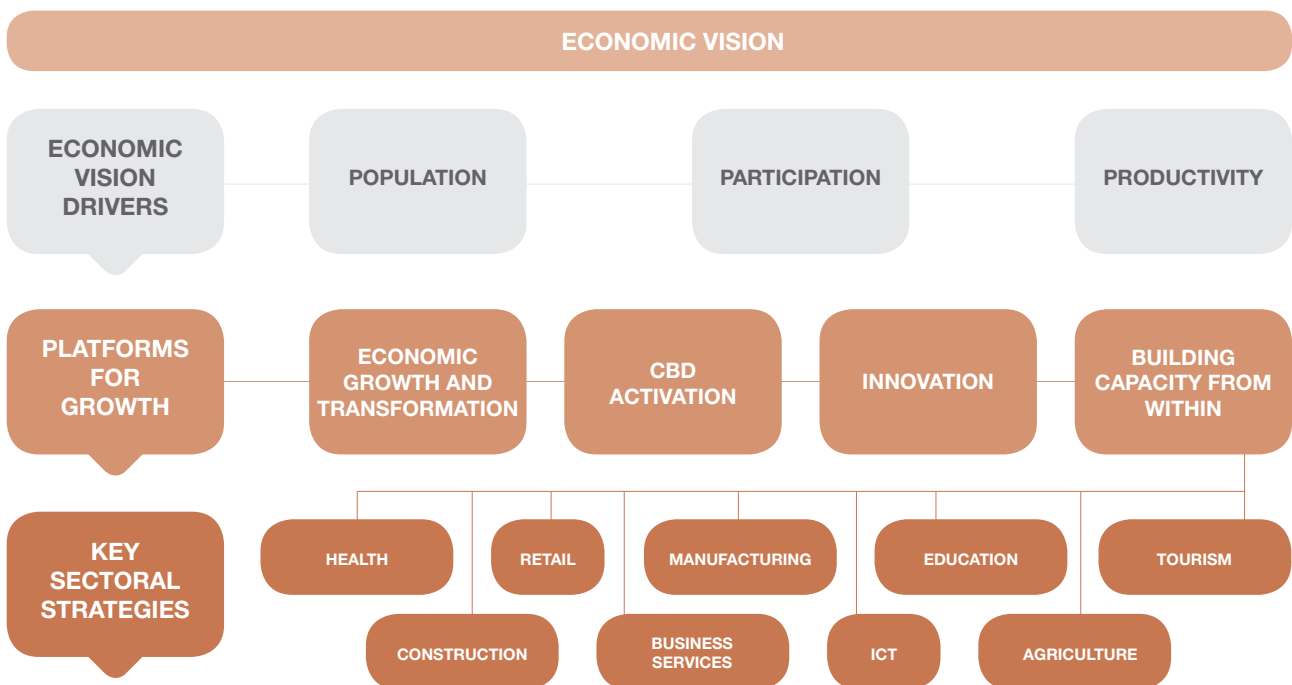 ECONOMIC VISION
ECONOMIC
VISION
DRIVERS
POPULATION
PARTICIPATION
PRODUCTIVITY
PLATFORMS
FOR
GROWTH
ECONOMIC
GROWTH AND
TRANSFORMATION
CBD
ACTIVATION
INNOVATION
BUILDING
CAPACITY FROM
WITHIN
KEY
SECTORAL
STRATEGIES
HEALTH
RETAIL
MANUFACTURING
EDUCATION
TOURISM
CONSTRUCTION
BUSINESS
SERVICES
ICT
AGRICULTURE